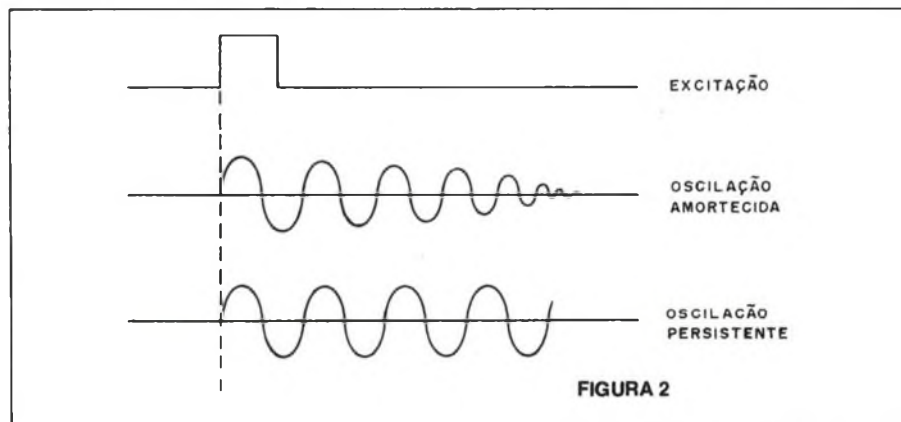 EXCITAÇÃO
OSCILAÇÃO
AMORTECIDA
OSCILAÇÃO
PERSISTENTE
FIGURA 2